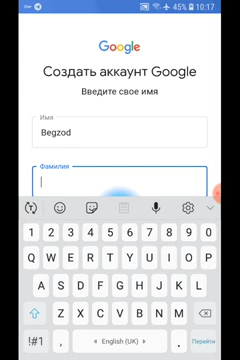 45% 10:17
Google
Создать аккаунт Google
Введите свое имя
Имя
Begzod
Фамилия
1 2 3 4 5 6 7 8 9 0
Q W E R T Y U I O P
A S D F G H J K L
Z X C V B N M
!#1 , English (UK) . Перейти